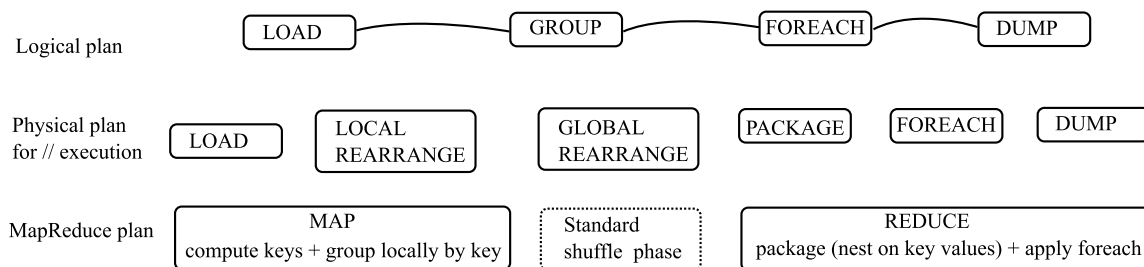 Logical plan
LOAD
GROUP
FOREACH
DUMP
Physical plan
for // execution
LOAD
LOCAL
REARRANGE
GLOBAL
REARRANGE
PACKAGE
FOREACH
DUMP
MapReduce plan
MAP
compute keys + group locally by key
Standard
shuffle phase
REDUCE
package (nest on key values) + apply foreach